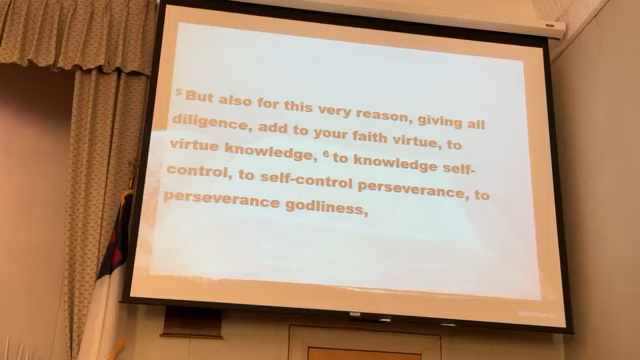 5 But also for this very reason, giving all
diligence, add to your faith virtue, to
virtue knowledge, 6 to knowledge self-
control, to self-control perseverance, to
perseverance godliness,